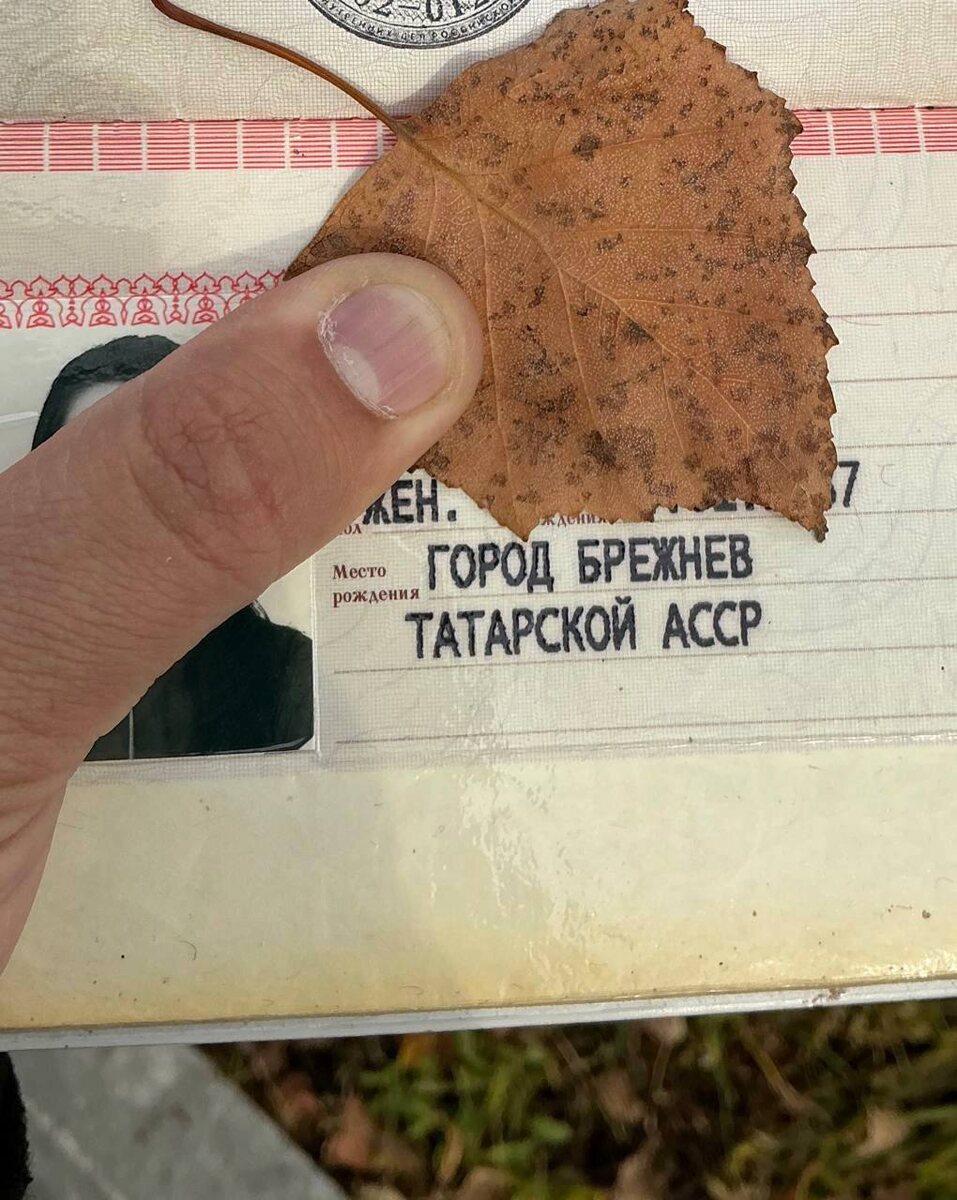 ЖЕН.
Место
рождения
ГОРОД БРЕЖНЕВ
ТАТАРСКОЙ АССР